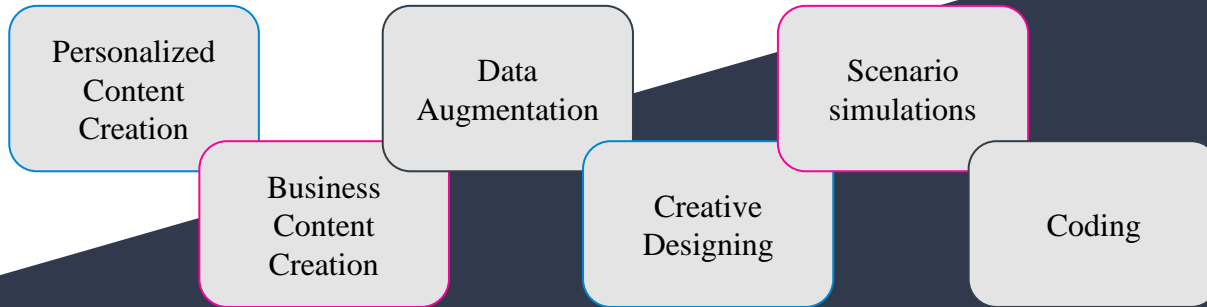 Personalized
Content
Creation
Business
Content
Creation
Data
Augmentation
Creative
Designing
Scenario
simulations
Coding